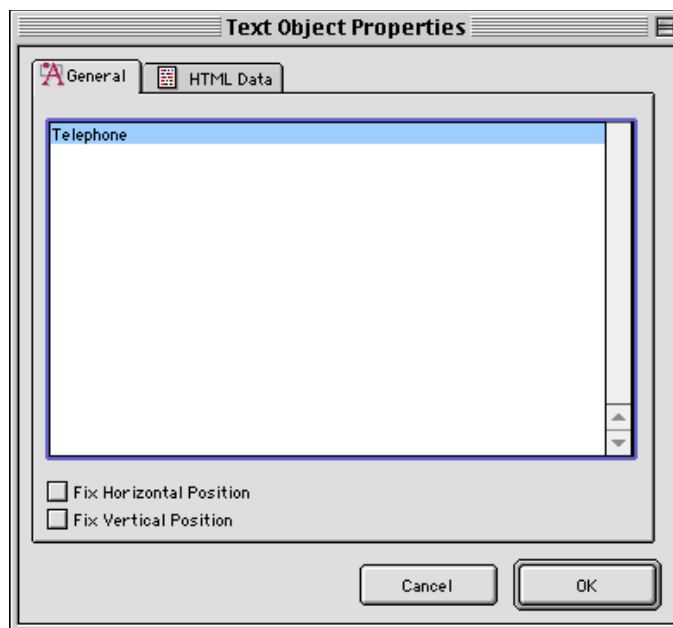 Text Object Properties
General
HTML Data
Telephone
Fix Horizontal Position
Fix Vertical Position
Cancel
OK